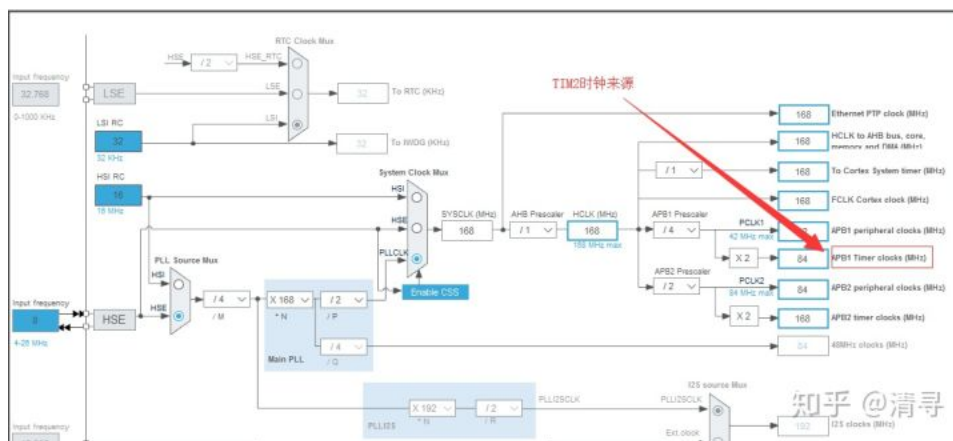 RTC Clock Mux
HSE
/ 2
HSE_RTC
Input frequency
32.768
0-1000 KHz
LSE
LSE
32
To RTC (KHz)
TIM2时钟来源
LSI RC
32
32 KHz
LSI
32
To IWDG (KHz)
168
Ethernet PTP clock (MHz)
168
HCLK to AHB bus, core,
memory and DMA (MHz)
HSI RC
16
16 MHz
System Clock Mux
HSI
/ 1
168
To Cortex System timer (MHz)
HSE
SYSCLK (MHz)
168
AHB Prescaler
/ 1
HCLK (MHz)
168
168 MHz max
168
FCLK Cortex clock (MHz)
APB1 Prescaler
/ 4
PCLK1
42 MHz max
APB1 peripheral clocks (MHz)
PLLCLK
X 2
84
APB1 Timer clocks (MHz)
PLL Source Mux
HSI
HSE
Enable CSS
APB2 Prescaler
/ 2
PCLK2
84 MHz max
84
APB2 peripheral clocks (MHz)
X 2
168
APB2 timer clocks (MHz)
Input frequency
8
4-26 MHz
HSE
/ 4
/ M
X 168
* N
/ 2
/ P
/ 4
/ Q
Main PLL
84
48MHz clocks (MHz)
X 192
* N
/ 2
/ R
PLLI2S
PLLI2SCLK
I2S source Mux
PLLI2SCLK
Ext.clock
192
I2S clocks (MHz)
知乎 @清寻
Input frequency